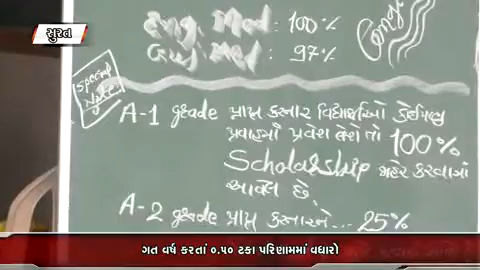 સુરત
Eng. Med : 100%
Guj Med : 97%
Congr
Special
Note
A-1 grade પ્રાપ્ત કરનાર વિદ્યાર્થીઓ કોઈપણ
પ્રવાહમાં પ્રવેશ લેશે તો 100%
Scholarship જાહેર કરવામાં
આવેલ છે.
A-2 grade પ્રાપ્ત કરનારને... 25%
ગત વર્ષ કરતાં ૦.૫૦ ટકા પરિણામમાં વધારો